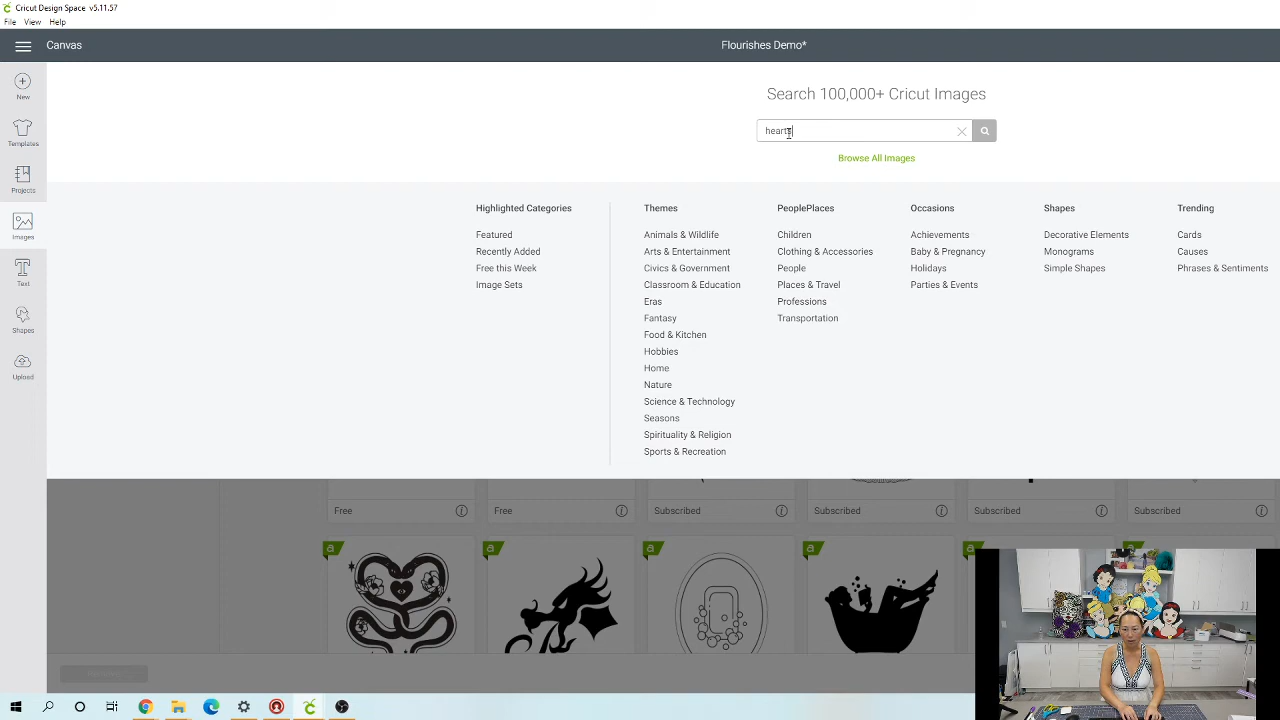 Cricut Design Space v5.11.57
File View Help
Canvas
Flourishes Demo*
New
Templates
Projects
Images
Text
Shapes
Upload
Search 100,000+ Cricut Images
hearts
Browse All Images
Highlighted Categories
Featured
Recently Added
Free this Week
Image Sets
Themes
Animals & Wildlife
Arts & Entertainment
Civics & Government
Classroom & Education
Eras
Fantasy
Food & Kitchen
Hobbies
Home
Nature
Science & Technology
Seasons
Spirituality & Religion
Sports & Recreation
PeoplePlaces
Children
Clothing & Accessories
People
Places & Travel
Professions
Transportation
Occasions
Achievements
Baby & Pregnancy
Holidays
Parties & Events
Shapes
Decorative Elements
Monograms
Simple Shapes
Trending
Cards
Causes
Phrases & Sentiments
Free Free Subscribed Subscribed Subscribed Subscribed
a a a a a a